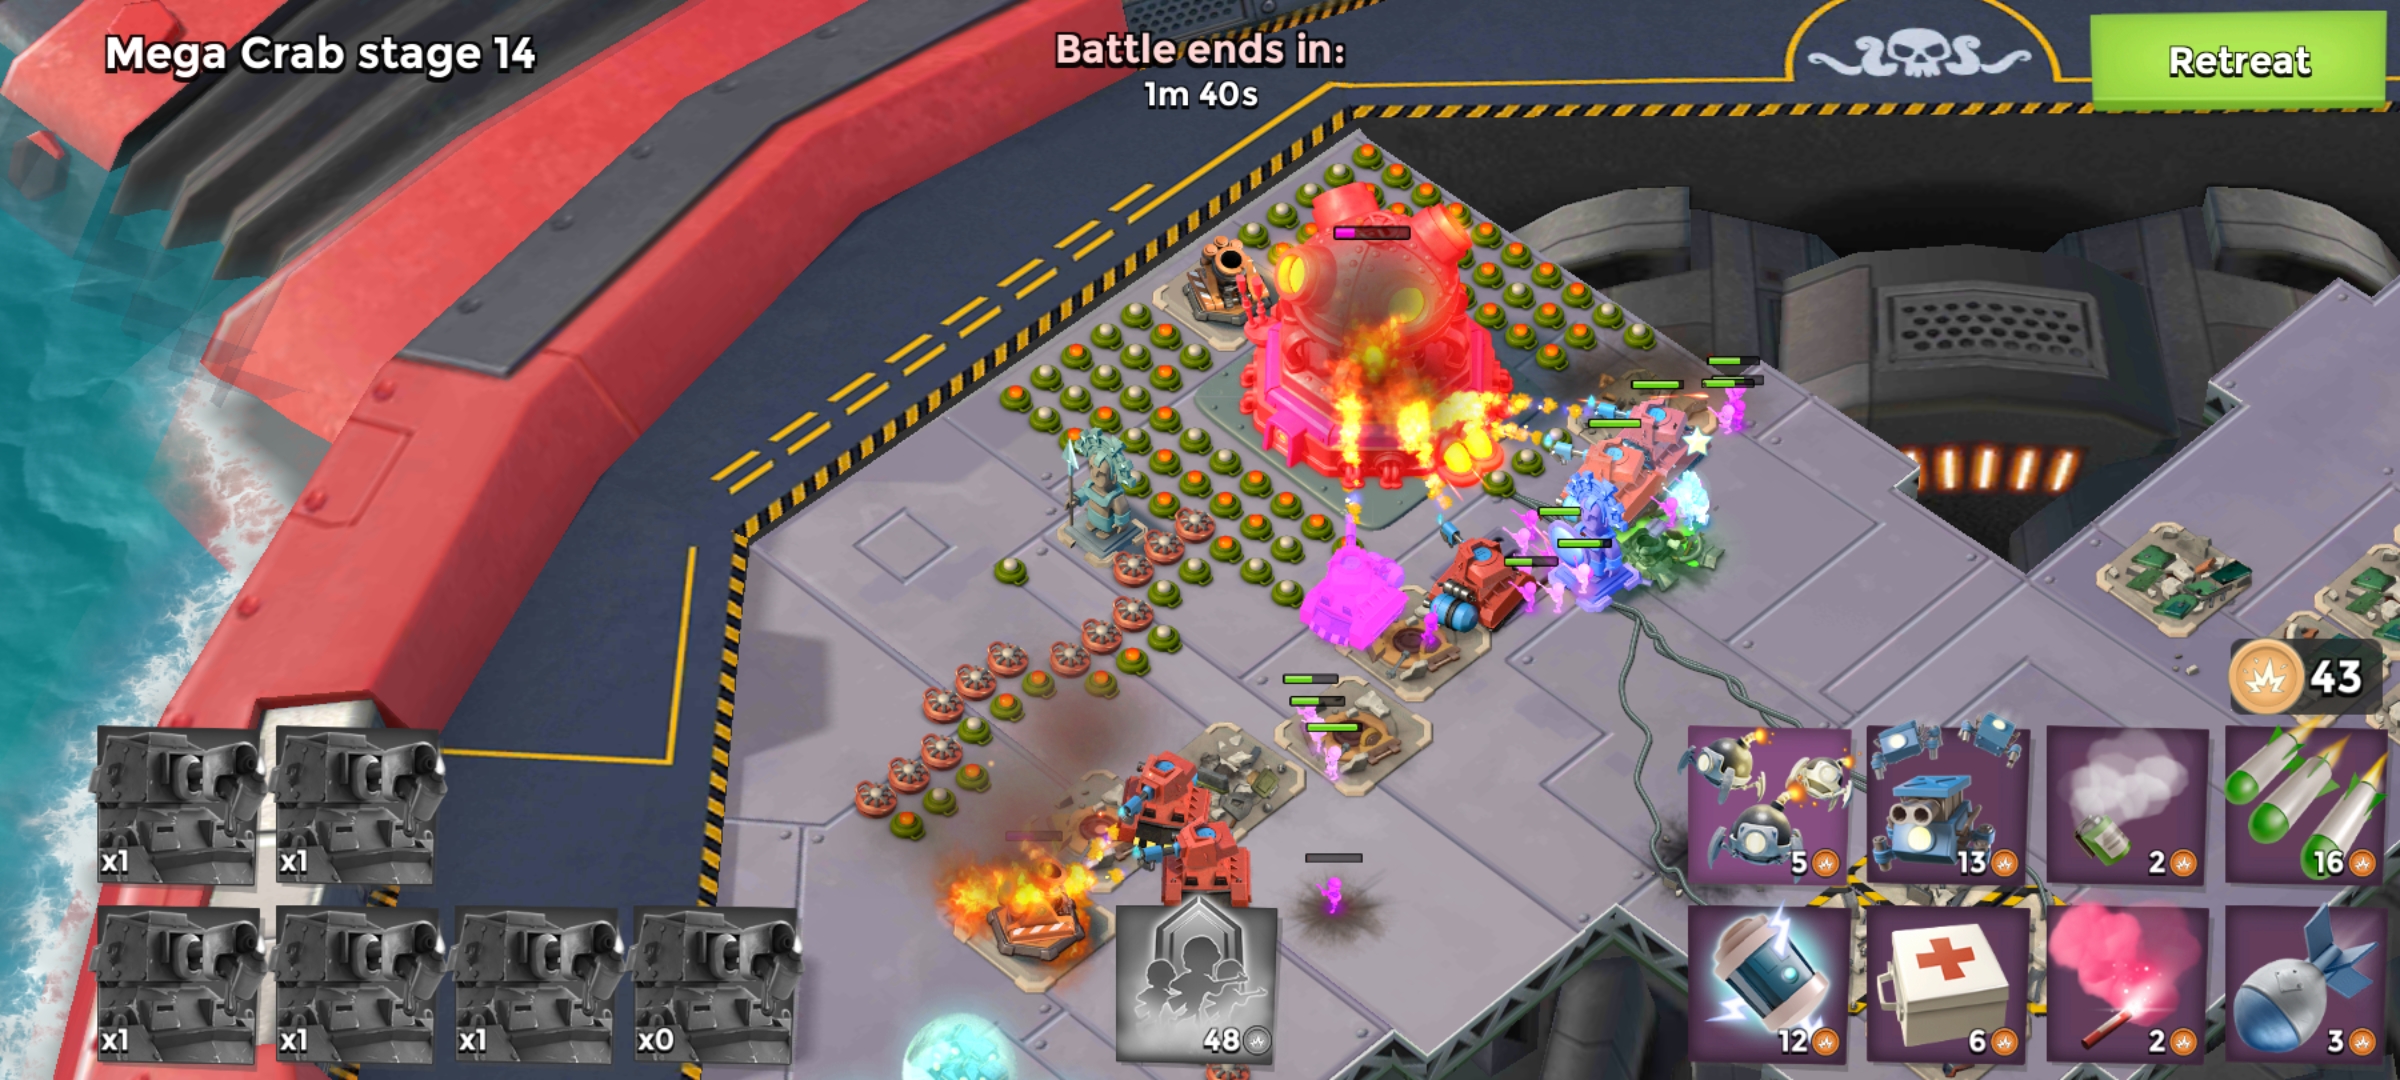 Mega Crab stage 14
Battle ends in:
1m 40s
Retreat
43
x1
x1
5
13
2
16
x1
x1
x1
x0
48
12
6
2
3